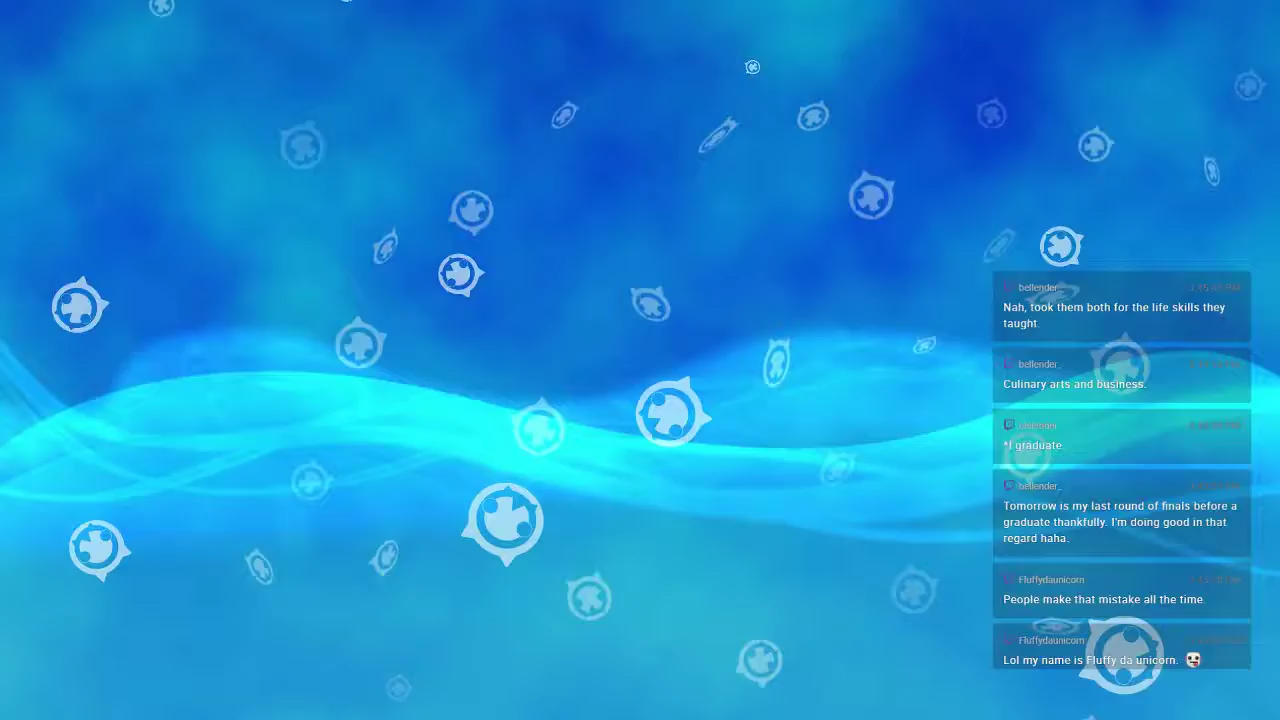 bellender_
Nah, took them both for the life skills they
taught.
bellender_
Culinary arts and business.
*I graduate.
bellender_
Tomorrow is my last round of finals before a
graduate thankfully. I'm doing good in that
regard haha.
Fluffydaunicorn
People make that mistake all the time.
Fluffydaunicorn
Lol my name is Fluffy da unicorn.